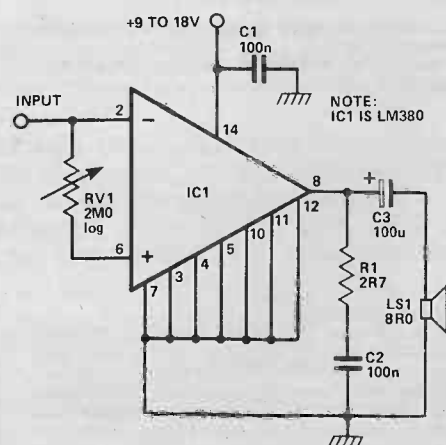 +9 TO 18V
C1
100n
INPUT
NOTE:
IC1 IS LM380
2
−
14
RV1
2M0
log
IC1
8
12
11
10
5
4
3
7
6
+
+
C3
100u
R1
2R7
LS1
8R0
C2
100n